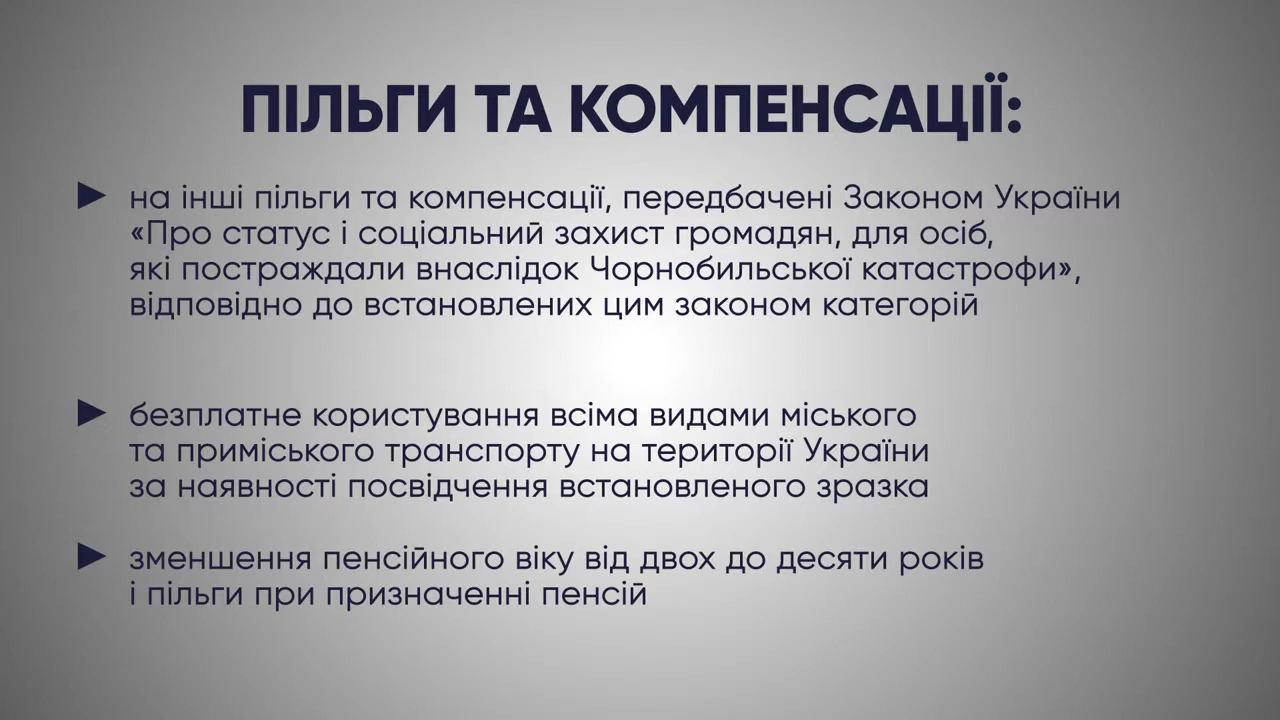 ПІЛЬГИ ТА КОМПЕНСАЦІЇ:
на інші пільги та компенсації, передбачені Законом України
«Про статус і соціальний захист громадян, для осіб,
які постраждали внаслідок Чорнобильської катастрофи»,
відповідно до встановлених цим законом категорій
безплатне користування всіма видами міського
та приміського транспорту на території України
за наявності посвідчення встановленого зразка
зменшення пенсійного віку від двох до десяти років
і пільги при призначенні пенсій